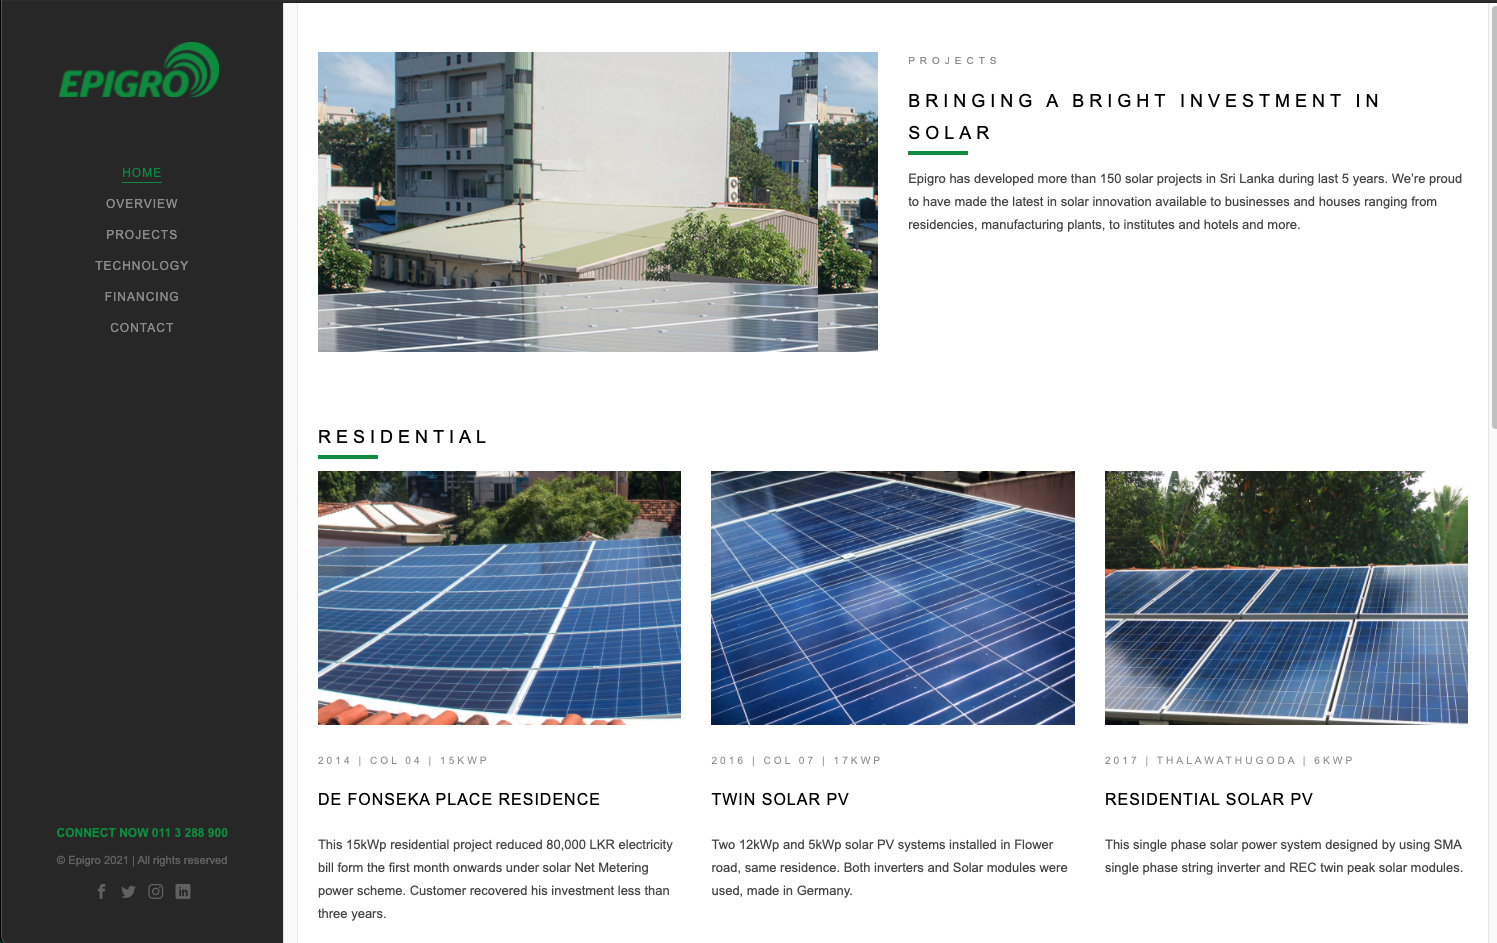 EPIGRO
HOME
OVERVIEW
PROJECTS
TECHNOLOGY
FINANCING
CONTACT
CONNECT NOW 011 3 288 900
© Epigro 2021 | All rights reserved
PROJECTS
BRINGING A BRIGHT INVESTMENT IN
SOLAR
Epigro has developed more than 150 solar projects in Sri Lanka during last 5 years. We’re proud
to have made the latest in solar innovation available to businesses and houses ranging from
residencies, manufacturing plants, to institutes and hotels and more.
RESIDENTIAL
2014 | COL 04 | 15KWP
DE FONSEKA PLACE RESIDENCE
This 15kWp residential project reduced 80,000 LKR electricity
bill form the first month onwards under solar Net Metering
power scheme. Customer recovered his investment less than
three years.
2016 | COL 07 | 17KWP
TWIN SOLAR PV
Two 12kWp and 5kWp solar PV systems installed in Flower
road, same residence. Both inverters and Solar modules were
used, made in Germany.
2017 | THALAWATHUGODA | 6KWP
RESIDENTIAL SOLAR PV
This single phase solar power system designed by using SMA
single phase string inverter and REC twin peak solar modules.